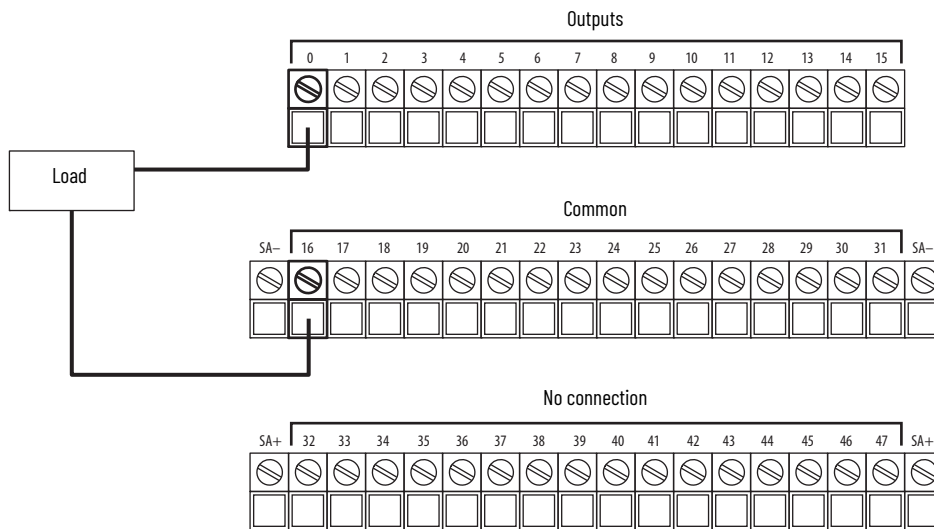 Outputs
0 1 2 3 4 5 6 7 8 9 10 11 12 13 14 15
Load
Common
SA– 16 17 18 19 20 21 22 23 24 25 26 27 28 29 30 31 SA–
No connection
SA+ 32 33 34 35 36 37 38 39 40 41 42 43 44 45 46 47 SA+